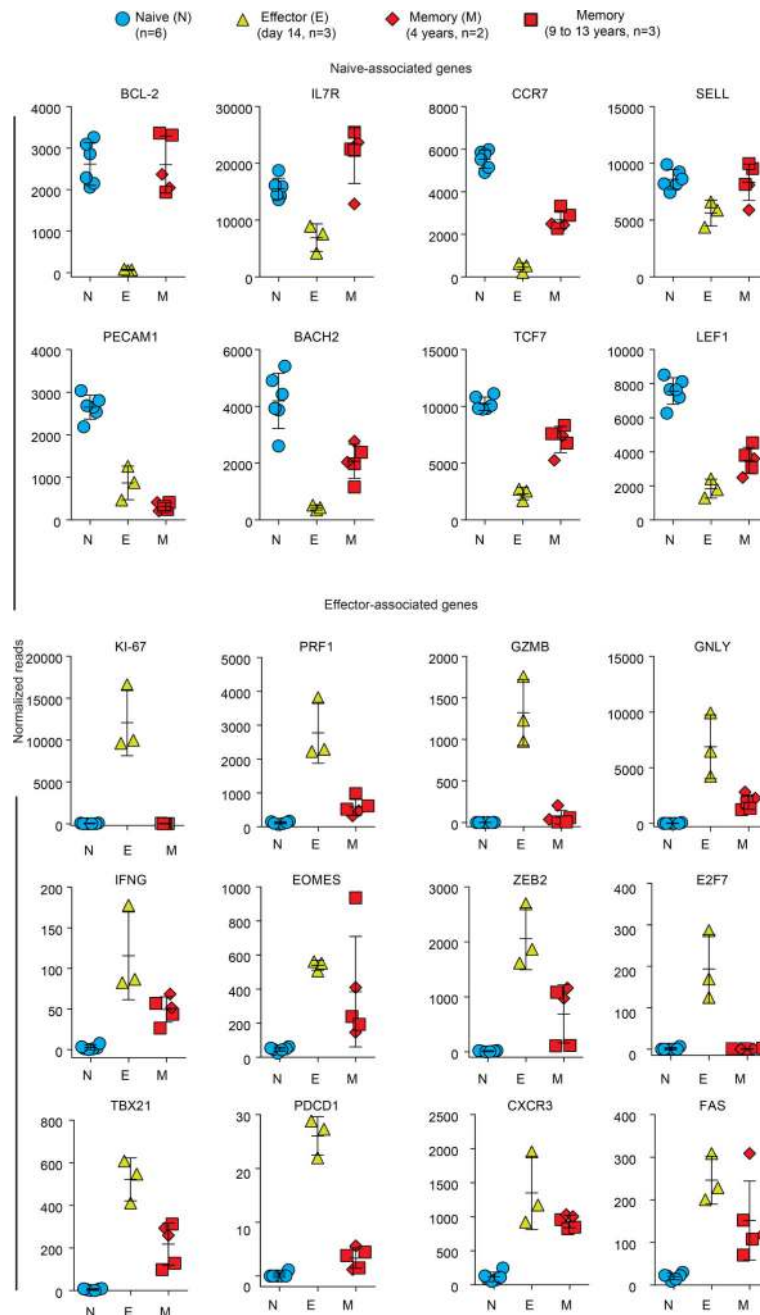 Naive (N) Effector (E) Memory (M) Memory
(n=6) (day 14, n=3) (4 years, n=2) (9 to 13 years, n=3)
Naive-associated genes
BCL-2 IL7R CCR7 SELL
4000 30000 8000 15000
3000 6000
20000 10000
2000 4000
10000 5000
1000 2000
0 0 0 0
N E M N E M N E M N E M
PECAM1 BACH2 TCF7 LEF1
4000 6000 15000 10000
3000 8000
4000 10000 6000
2000
2000 5000 4000
1000 2000
0 0 0 0
N E M N E M N E M N E M
Effector-associated genes
Normalized reads
KI-67 PRF1 GZMB GNLY
20000 5000 2000 15000
15000 4000 1500
3000 10000
10000 1000
2000 5000
5000 1000 500
0 0 0 0
N E M N E M N E M N E M
IFNG EOMES ZEB2 E2F7
200 1000 3000 400
150 800 300
600 2000
100 200
400 1000
50 200 100
0 0 0 0
N E M N E M N E M N E M
TBX21 PDCD1 CXCR3 FAS
800 30 2500 400
600 2000 300
20 1500
400 200
10 1000
200 500 100
0 0 0 0
N E M N E M N E M N E M